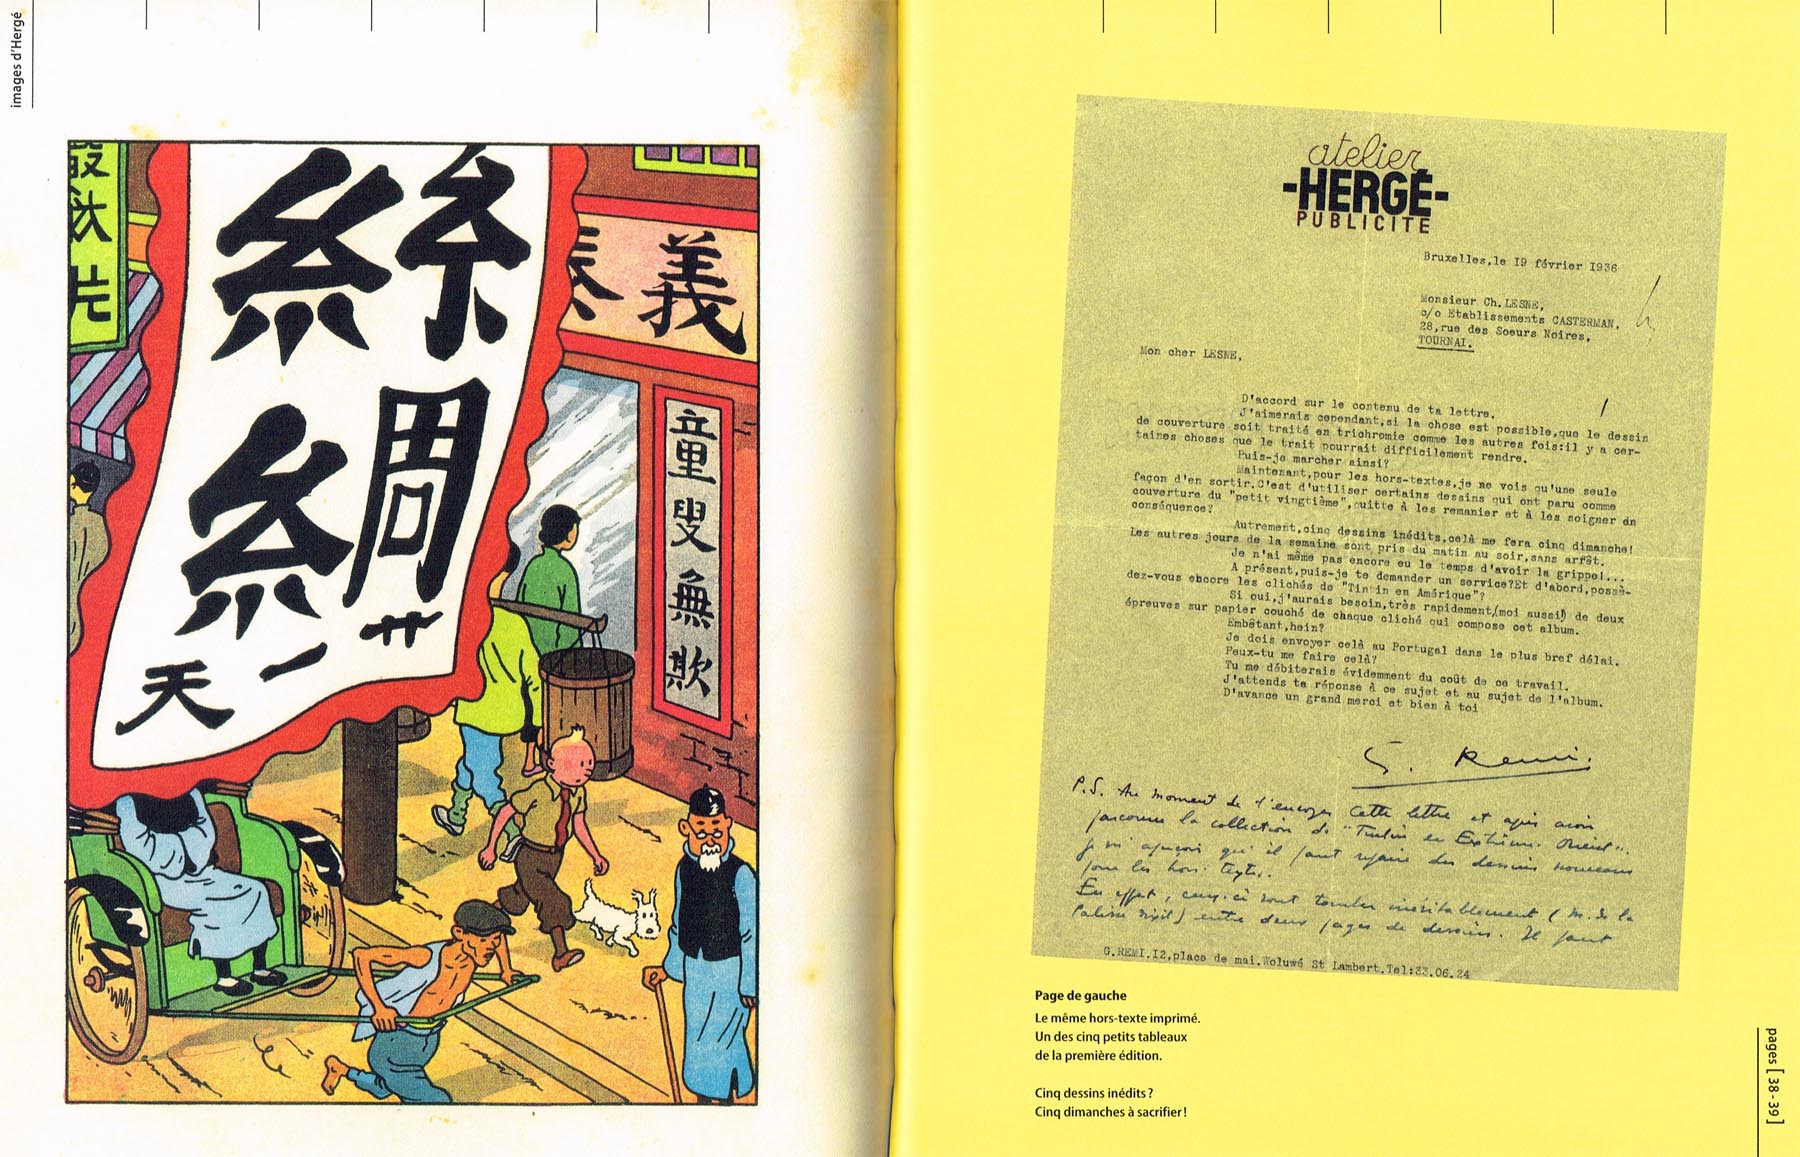 images d'Hergé
絲綢
廿一天
義
泰
童叟無欺
片
atelier
-HERGÉ-
PUBLICITÉ
Bruxelles,le 19 février 1936
Monsieur Ch.LESNE,
c/o Etablissements CASTERMAN,
28,rue des Soeurs Noires,
TOURNAI.
Mon cher LESNE,
D'accord sur le contenu de ta lettre.
J'aimerais cependant,si la chose est possible,que le dessin
de couverture soit traité en trichromie comme les autres fois:il y a cer-
taines choses que le trait pourrait difficilement rendre.
Puis-je marcher ainsi?
Maintenant,pour les hors-textes,je ne vois qu'une seule
façon d'en sortir.C'est d'utiliser certains dessins qui ont paru comme
couverture du "petit vingtième",quitte à les remanier et à les soigner dn
conséquence?
Autrement,cinq dessins inédits,celà me fera cinq dimanche!
Les autres jours de la semaine sont pris du matin au soir,sans arrêt.
Je n'ai même pas encore eu le temps d'avoir la grippe!...
A présent,puis-je te demander un service?Et d'abord,possè-
dez-vous ebcore les clichés de "Tintin en Amérique"?
Si oui,j'aurais besoin,très rapidement,(moi aussi!) de deux
épreuves sur papier couché de chaque cliché qui compose cet album.
Embêtant,hein?
Je dois envoyer celà au Portugal dans le plus bref délai.
Peux-tu me faire celà?
Tu me débiterais évidemment du coût de ce travail.
J'attends ta réponse à ce sujet et au sujet de l'album.
D'avance un grand merci et bien à toi
G. Remi.
P.S. Au moment de t'envoyer cette lettre et après avoir
parcouru la collection de "Tintin en Extrême-Orient",
je m'aperçois qu'il faut refaire des dessins nouveaux
pour les hors-texte.
En effet, ceux-ci vont tomber inévitablement (M. de la
Palisse dixit) entre deux pages de dessins. Il faut
G.REMI.12,place de mai.Woluwé St Lambert.Tel:33.06.24
Page de gauche
Le même hors-texte imprimé.
Un des cinq petits tableaux
de la première édition.
Cinq dessins inédits ?
Cinq dimanches à sacrifier !
pages [ 38 - 39 ]